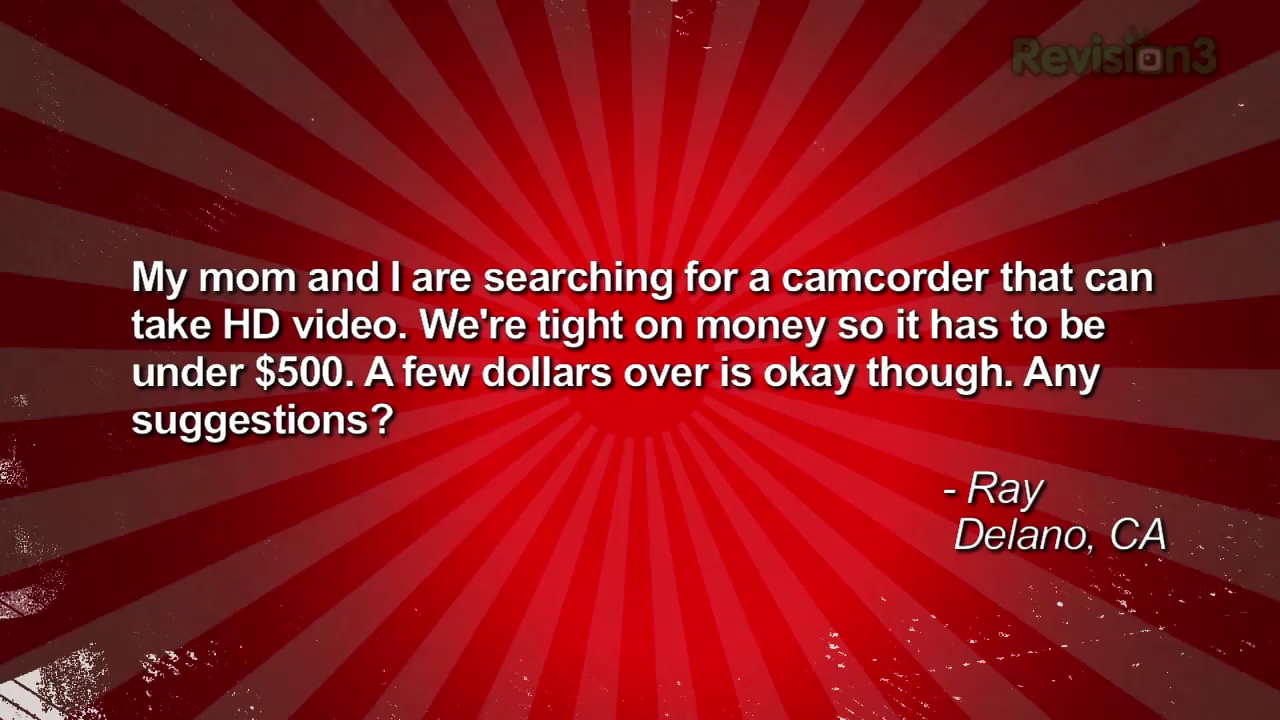 Revision3
My mom and I are searching for a camcorder that can
take HD video. We're tight on money so it has to be
under $500. A few dollars over is okay though. Any
suggestions?
- Ray
Delano, CA